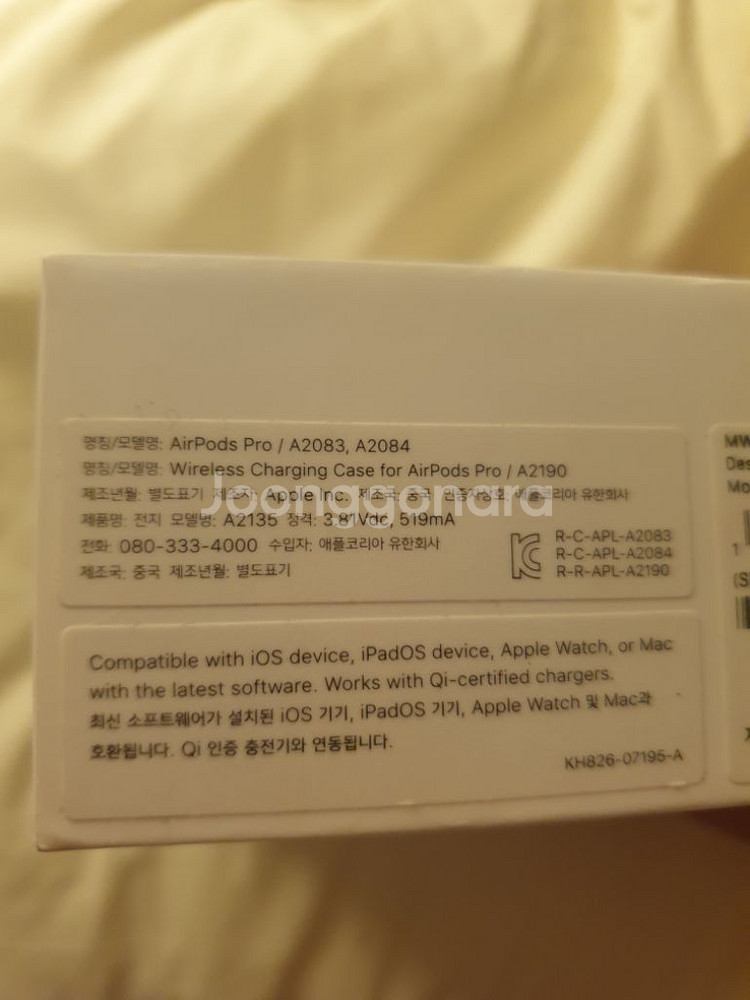 명칭/모델명: AirPods Pro / A2083, A2084
명칭/모델명: Wireless Charging Case for AirPods Pro / A2190
제조년월: 별도표기 제조자: Apple Inc. 제조국: 중국 인증자상호: 애플코리아 유한회사
제품명: 전지 모델명: A2135 정격: 3.81Vdc, 519mA
전화: 080-333-4000 수입자: 애플코리아 유한회사
제조국: 중국 제조년월: 별도표기
R-C-APL-A2083
R-C-APL-A2084
R-R-APL-A2190
Joonggonara
Compatible with iOS device, iPadOS device, Apple Watch, or Mac
with the latest software. Works with Qi-certified chargers.
최신 소프트웨어가 설치된 iOS 기기, iPadOS 기기, Apple Watch 및 Mac과
호환됩니다. Qi 인증 충전기와 연동됩니다.
KH826-07195-A
MW
Des
Mo
1
(S